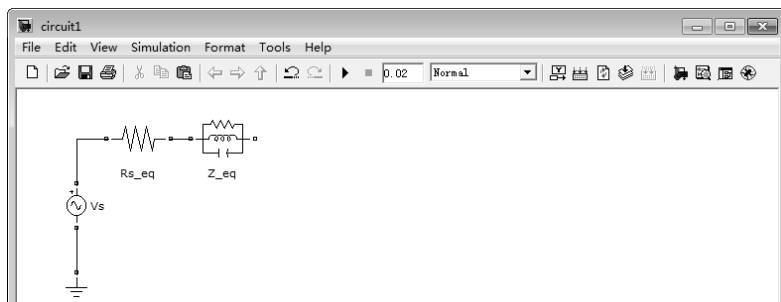 circuit1
File Edit View Simulation Format Tools Help
0.02 Normal
Rs_eq Z_eq
Vs